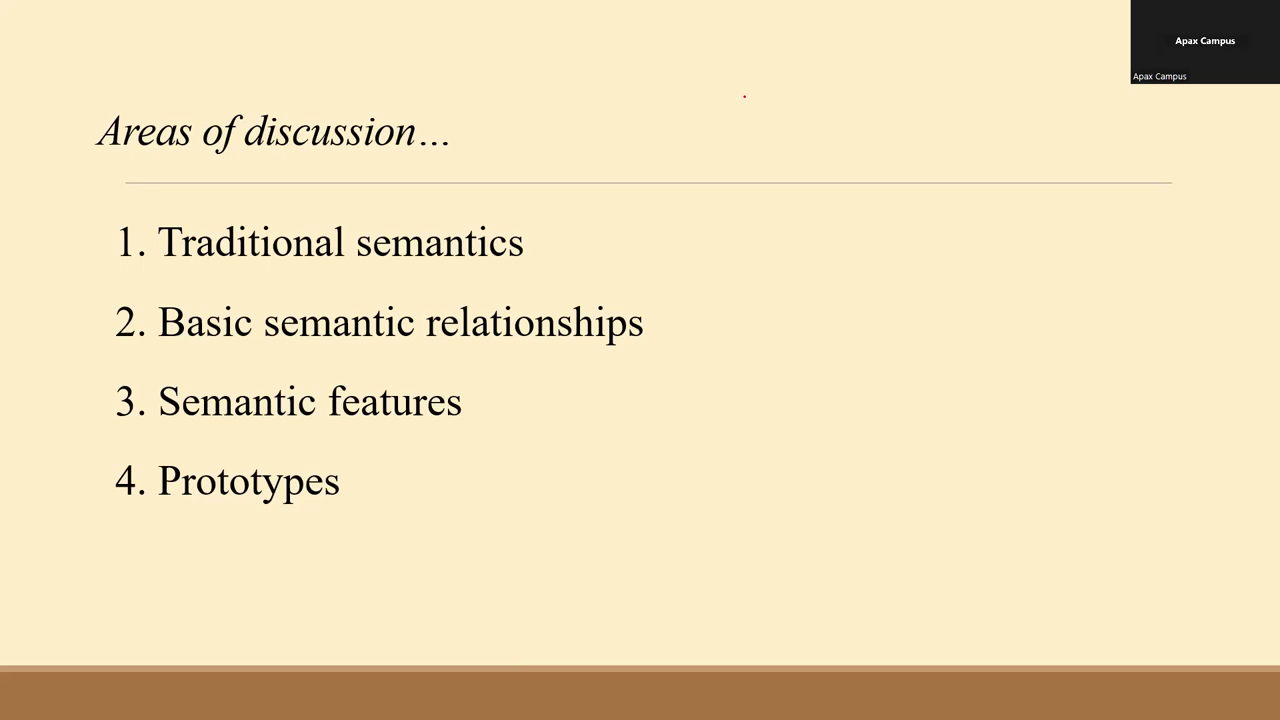 Apax Campus
Apax Campus
Areas of discussion…
1. Traditional semantics
2. Basic semantic relationships
3. Semantic features
4. Prototypes